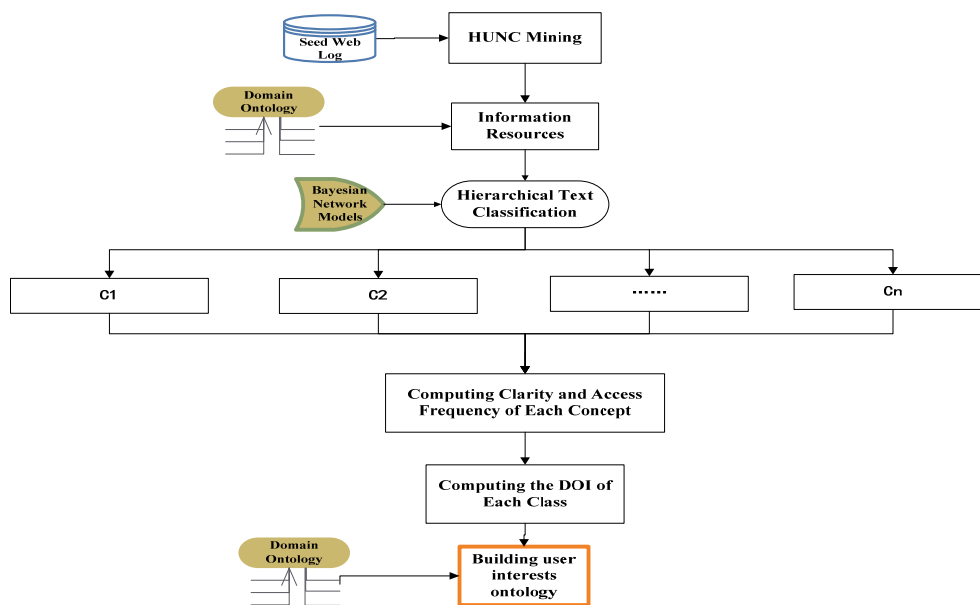 Seed Web
Log
HUNC Mining
Domain
Ontology
Information
Resources
Bayesian
Network
Models
Hierarchical Text
Classification
C1
C2
······
Cn
Computing Clarity and Access
Frequency of Each Concept
Computing the DOI of
Each Class
Domain
Ontology
Building user
interests
ontology